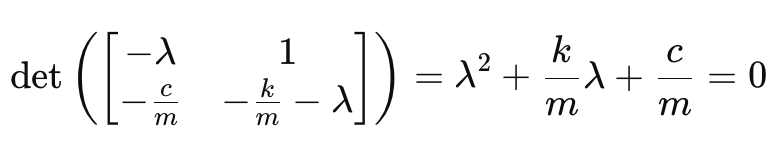 det ([−λ 1; −c/m −k/m − λ]) = λ² + k/m λ + c/m = 0